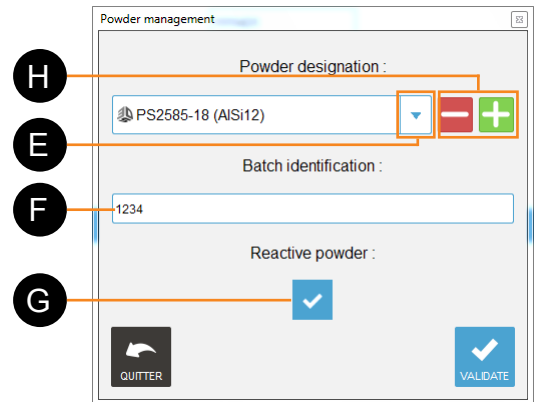 Powder management
Powder designation :
H
PS2585-18 (AlSi12)
E
Batch identification :
F
1234
Reactive powder :
G
QUITTER
VALIDATE